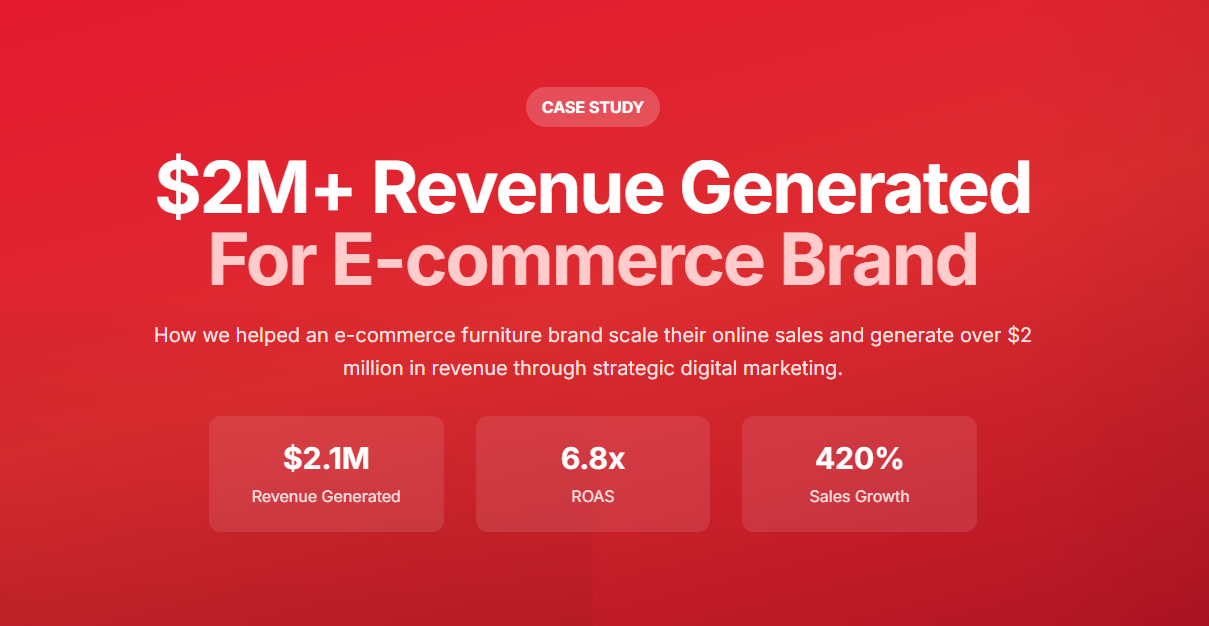 CASE STUDY
$2M+ Revenue Generated
For E-commerce Brand
How we helped an e-commerce furniture brand scale their online sales and generate over $2
million in revenue through strategic digital marketing.
$2.1M
Revenue Generated
6.8x
ROAS
420%
Sales Growth